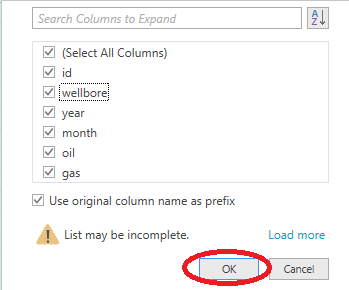 Search Columns to Expand
A
Z
(Select All Columns)
id
wellbore
year
month
oil
gas
Use original column name as prefix
List may be incomplete. Load more
OK Cancel